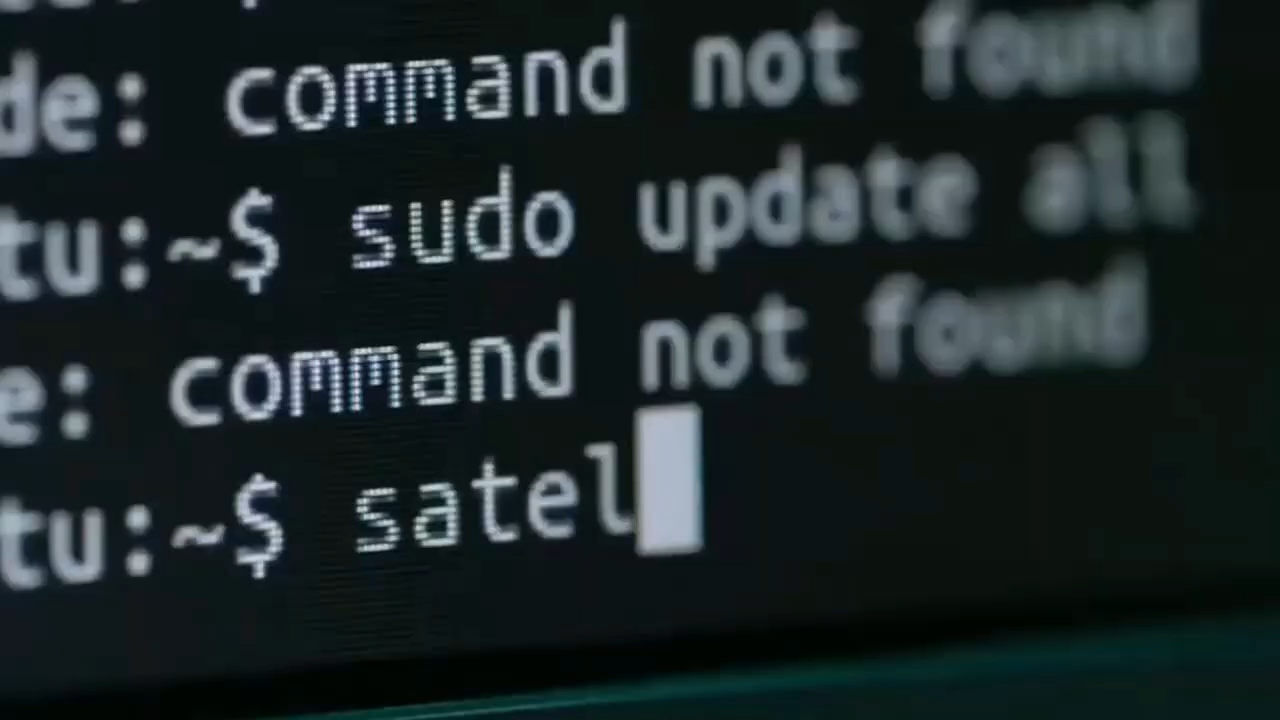 de: command not found
tu:~$ sudo update all
e: command not found
tu:~$ satel